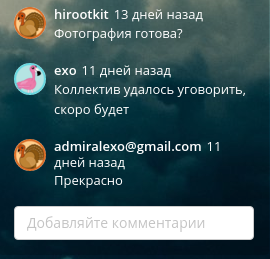 hirootkit 13 дней назад
Фотография готова?
exo 11 дней назад
Коллектив удалось уговорить,
скоро будет
admiralexo@gmail.com 11
дней назад
Прекрасно
Добавляйте комментарии